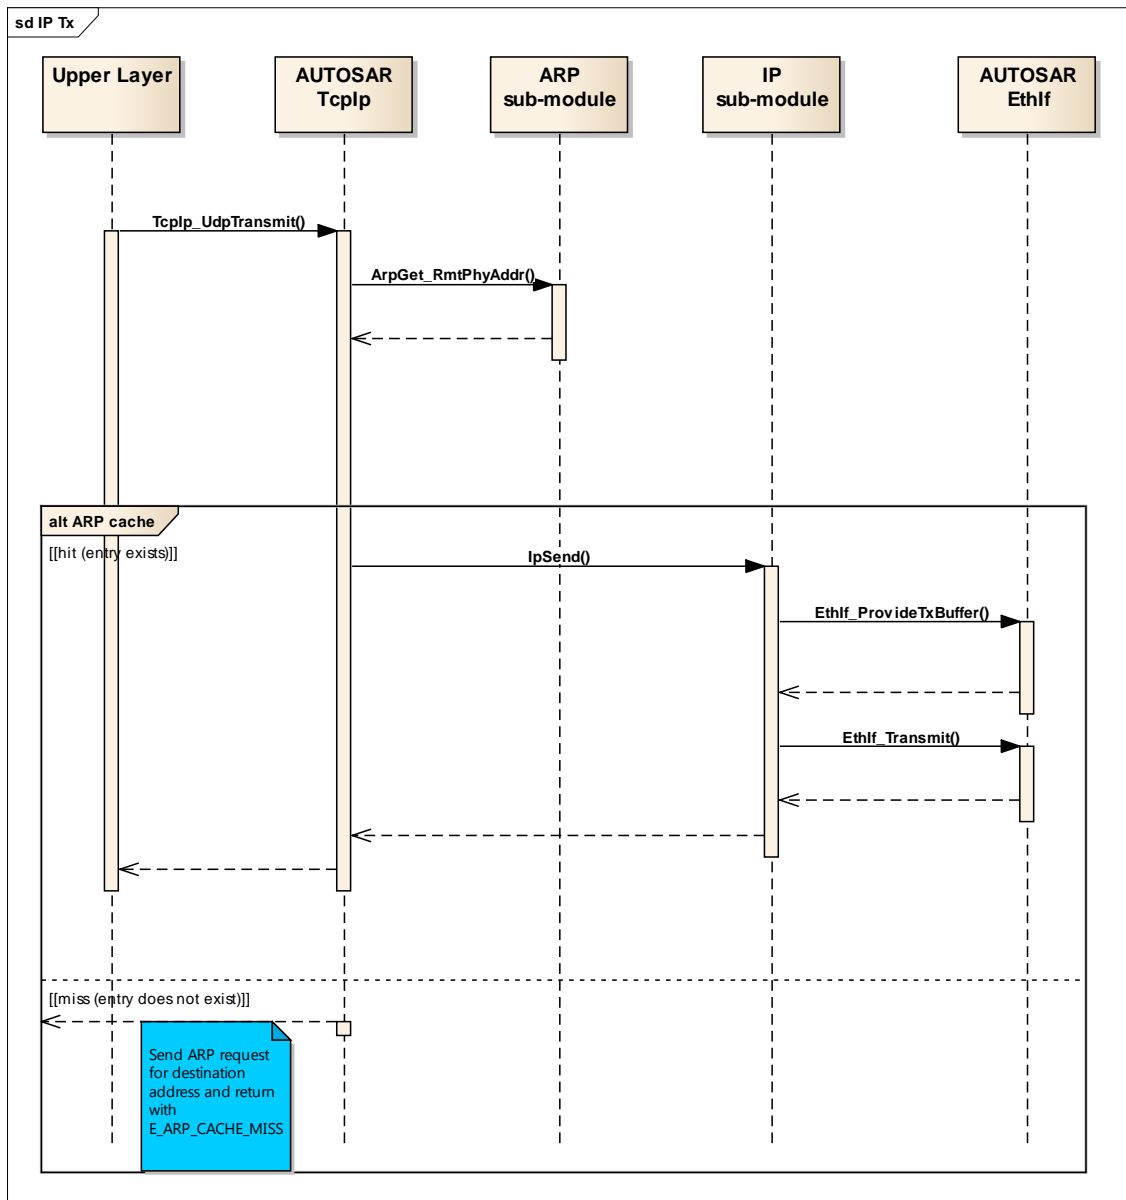 sd IP Tx
Upper Layer
AUTOSAR
TcpIp
ARP
sub-module
IP
sub-module
AUTOSAR
EthIf
TcpIp_UdpTransmit()
ArpGet_RmtPhyAddr()
alt ARP cache
[[hit (entry exists)]]
IpSend()
EthIf_ProvideTxBuffer()
EthIf_Transmit()
[[miss (entry does not exist)]]
Send ARP request
for destination
address and return
with
E_ARP_CACHE_MISS